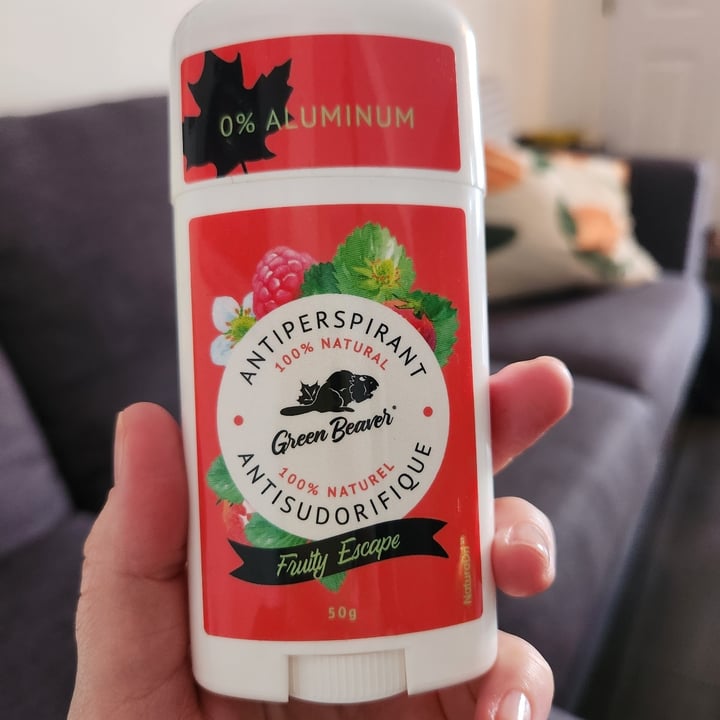 0% ALUMINUM
ANTIPERSPIRANT
100% NATURAL
Green Beaver®
100% NATUREL
ANTISUDORIFIQUE
Fruity Escape
50g